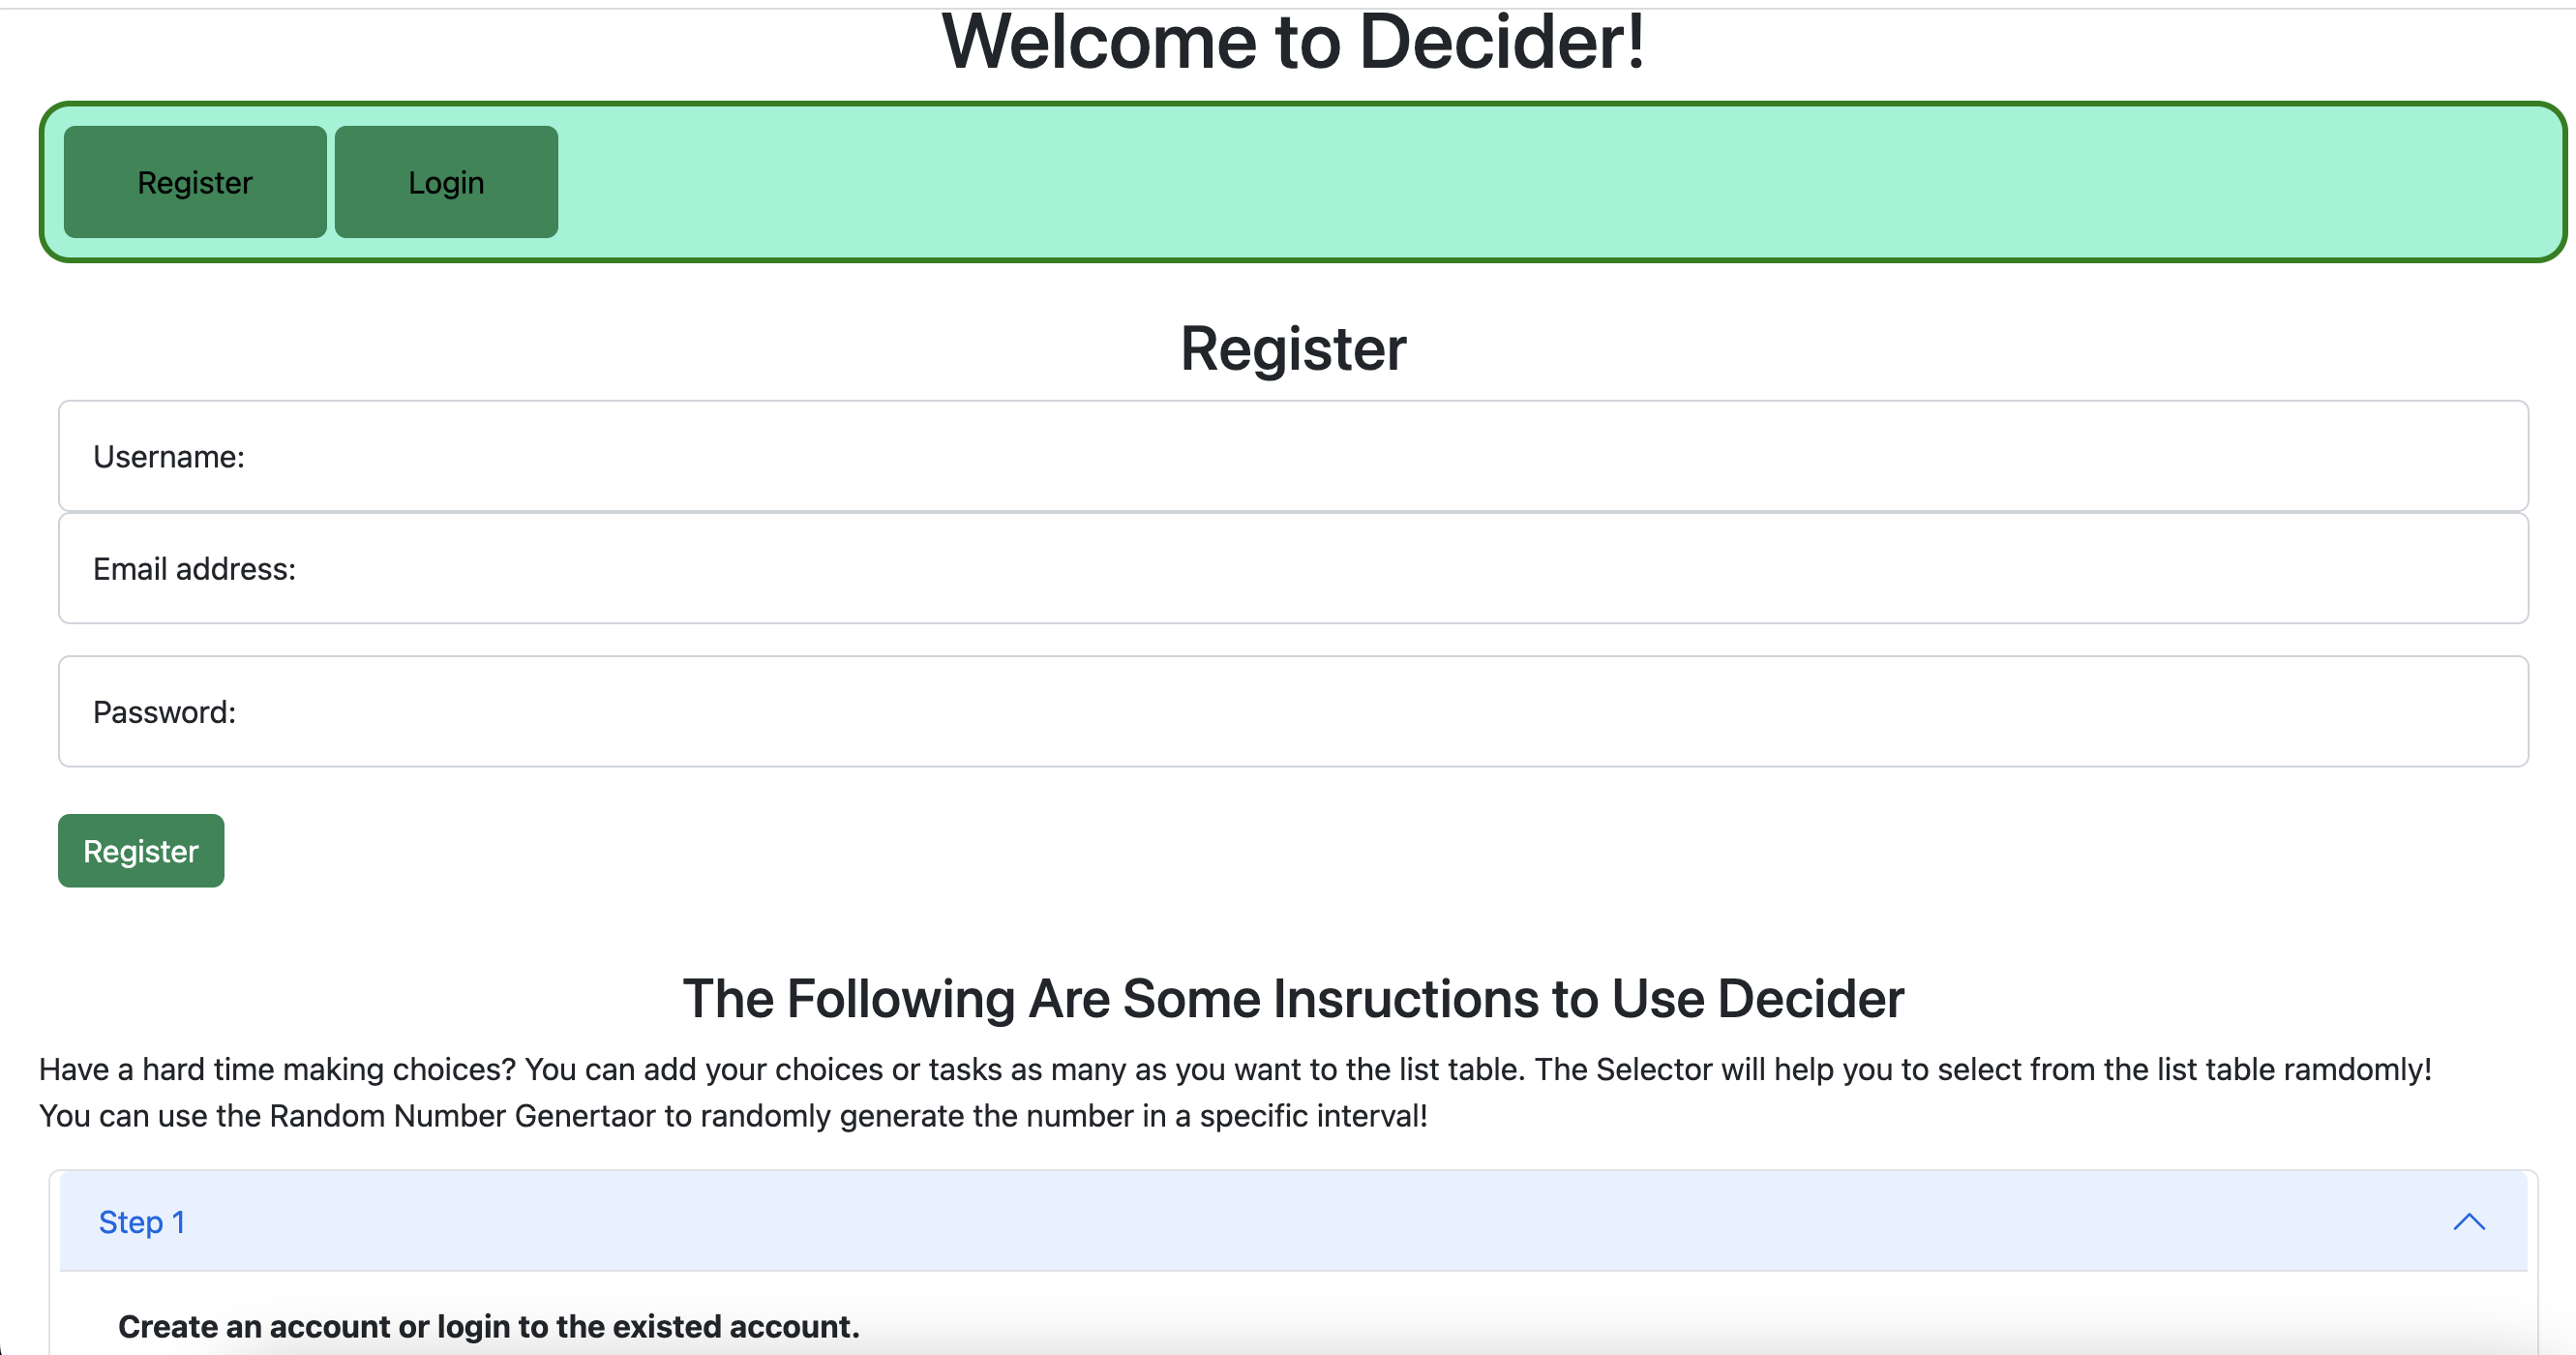 Welcome to Decider!
Register
Login
Register
Username:
Email address:
Password:
Register
The Following Are Some Insructions to Use Decider
Have a hard time making choices? You can add your choices or tasks as many as you want to the list table. The Selector will help you to select from the list table ramdomly!
You can use the Random Number Genertaor to randomly generate the number in a specific interval!
Step 1
Create an account or login to the existed account.